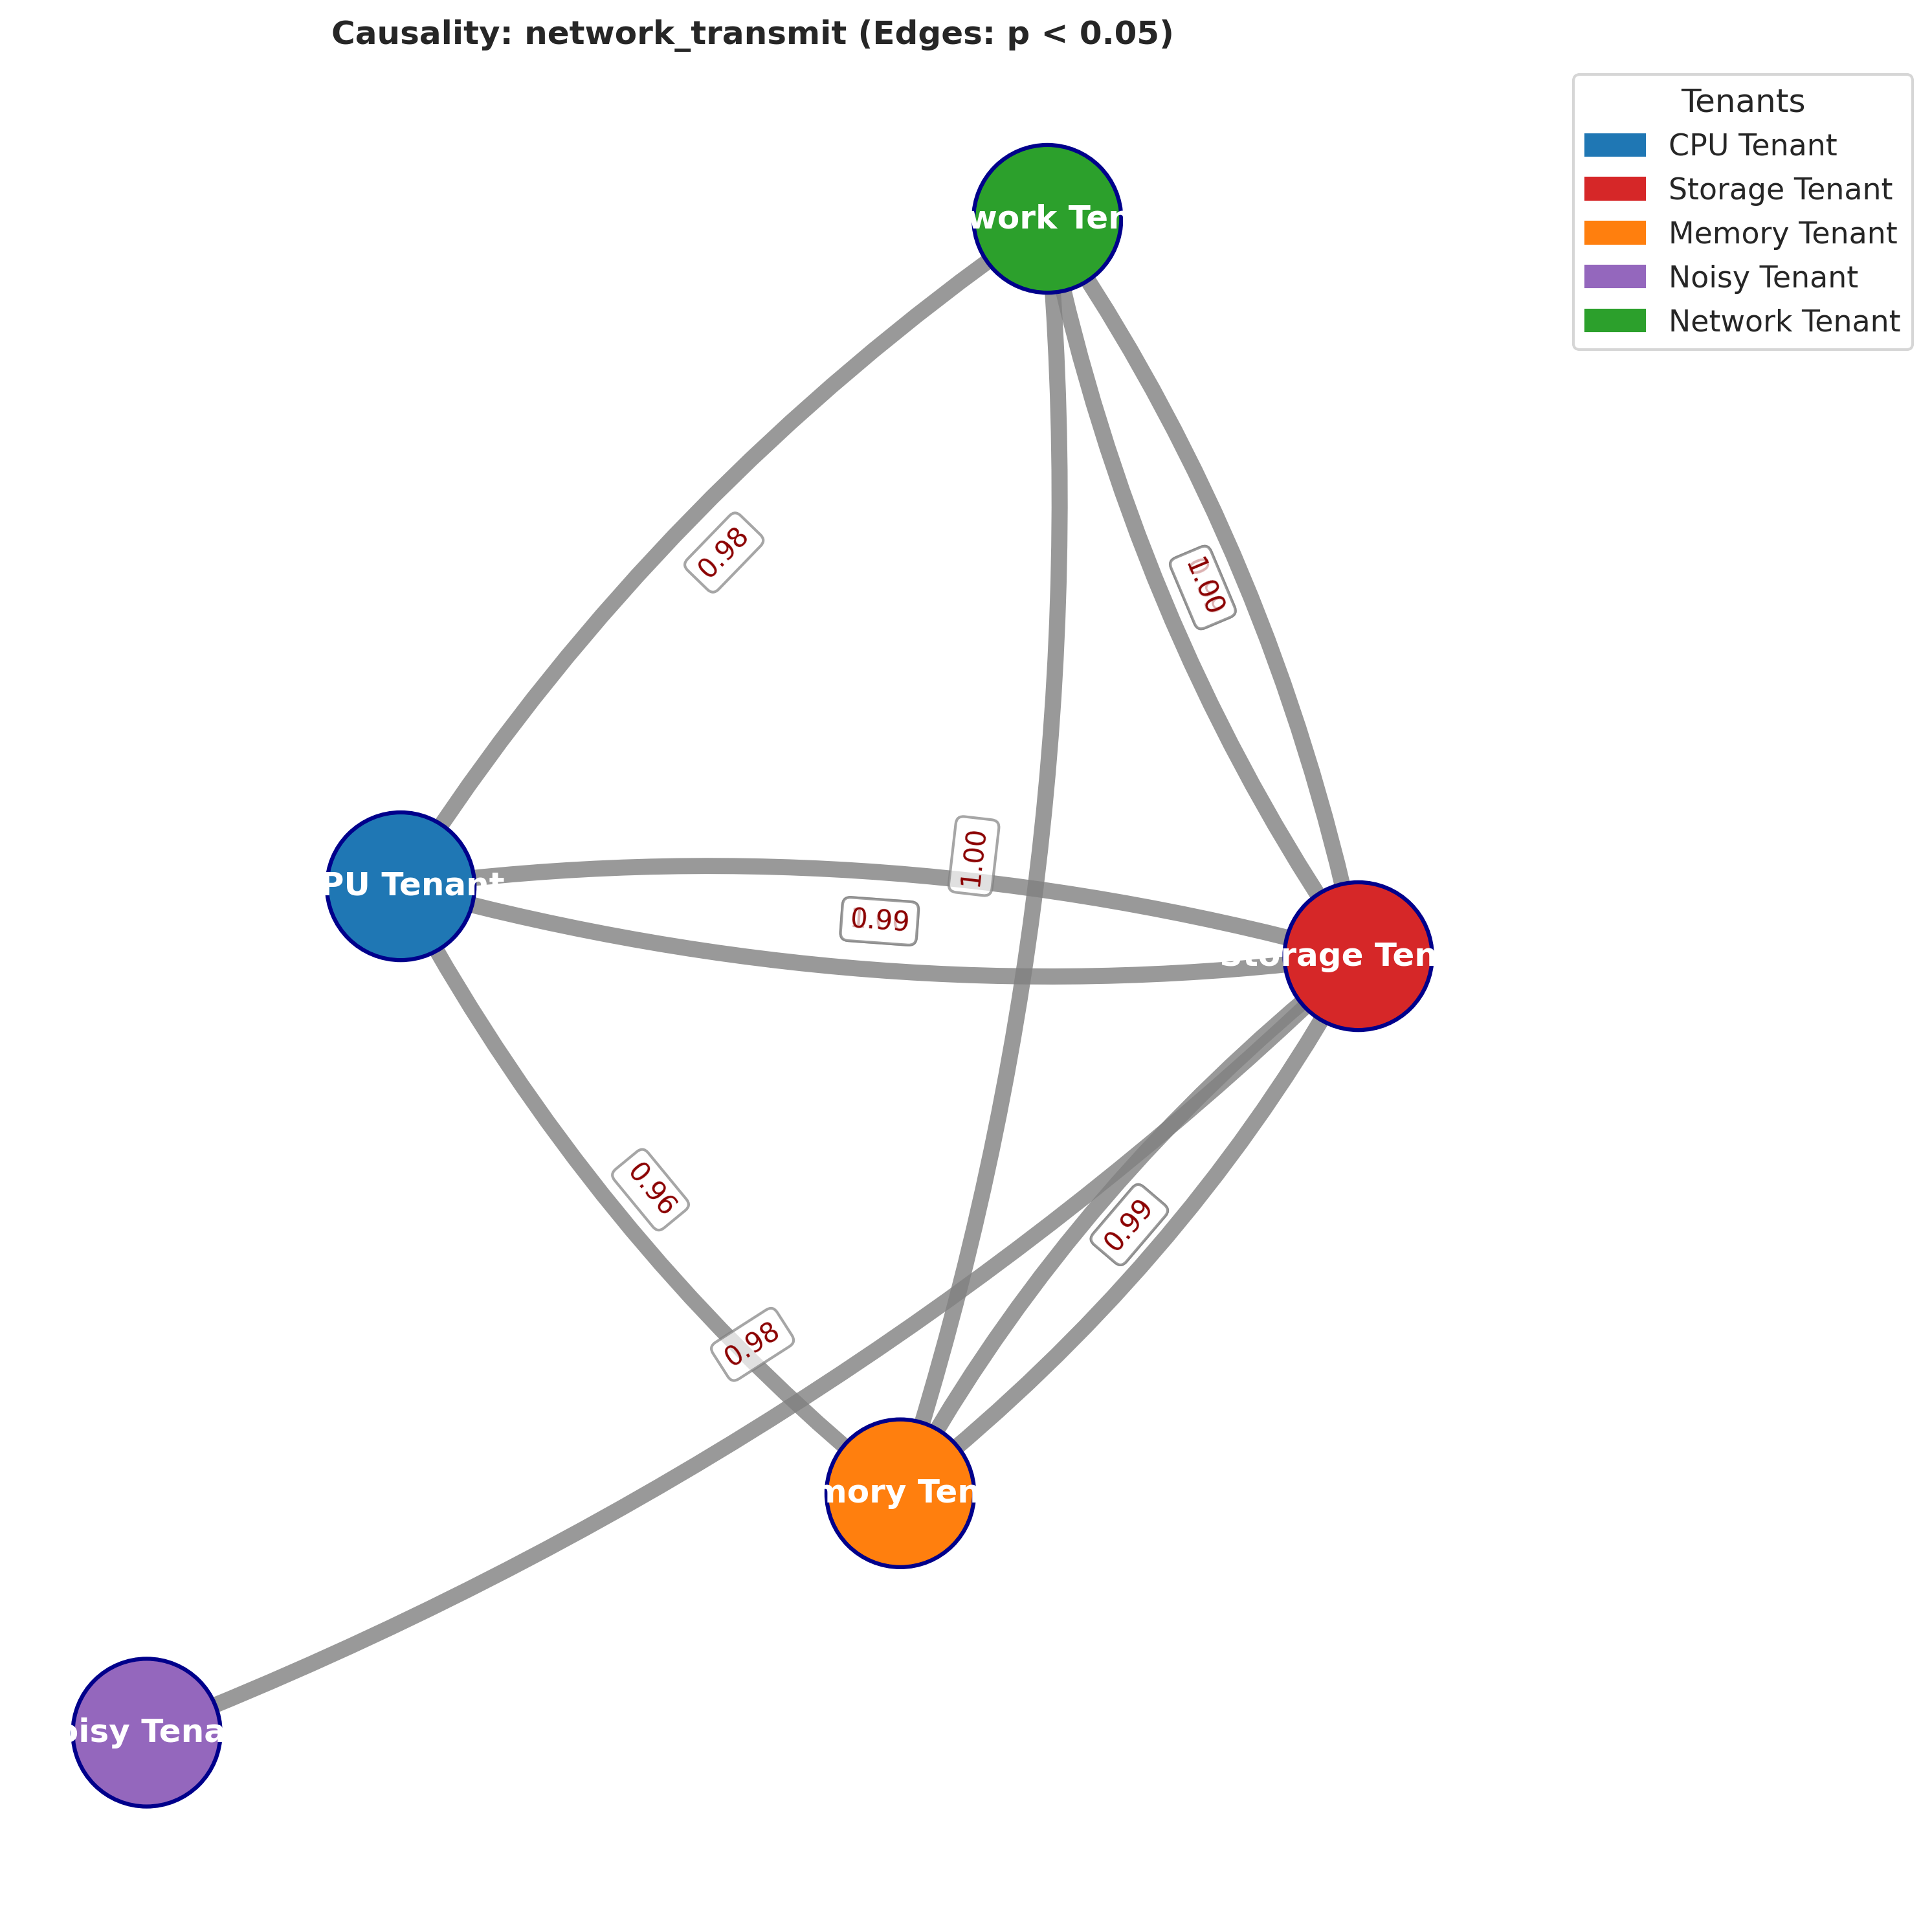 Causality: network_transmit (Edges: p < 0.05)
Tenants
CPU Tenant
Storage Tenant
Memory Tenant
Noisy Tenant
Network Tenant
work Ten
0.98
1.00
1.00
PU Tenant
0.99
Storage Ten
0.96
0.99
0.98
mory Ten
oisy Tena